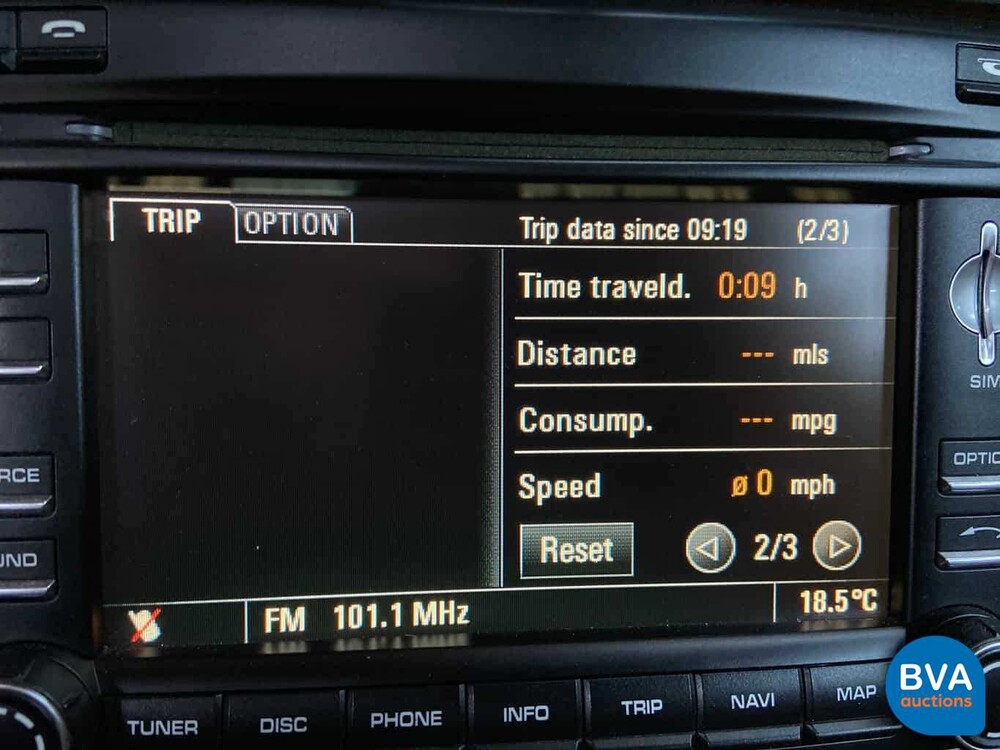 TRIP OPTION Trip data since 09:19 (2/3)
Time traveld. 0:09 h
Distance --- mls
Consump. --- mpg
Speed ø 0 mph
Reset 2/3
FM 101.1 MHz 18.5°C
SIM
OPTIO
RCE
UND
TUNER DISC PHONE INFO TRIP NAVI MAP
BVA
auctions